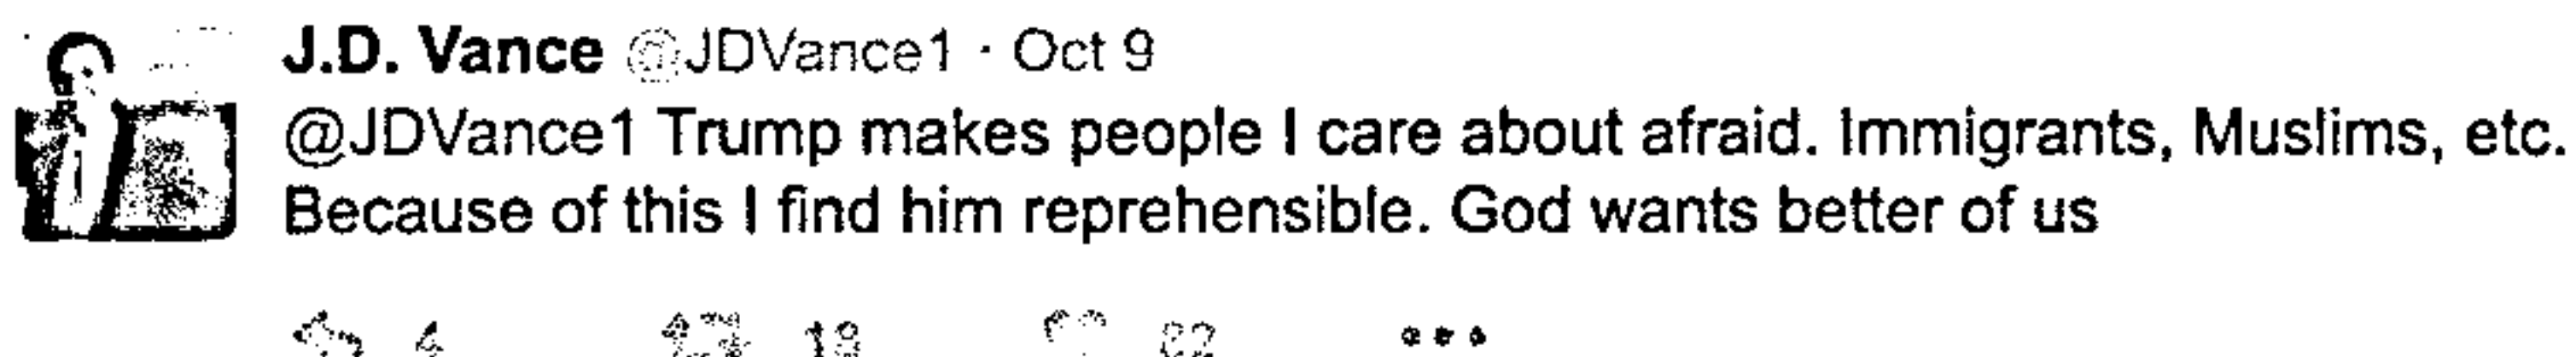 J.D. Vance @JDVance1 · Oct 9
@JDVance1 Trump makes people I care about afraid. Immigrants, Muslims, etc.
Because of this I find him reprehensible. God wants better of us
4